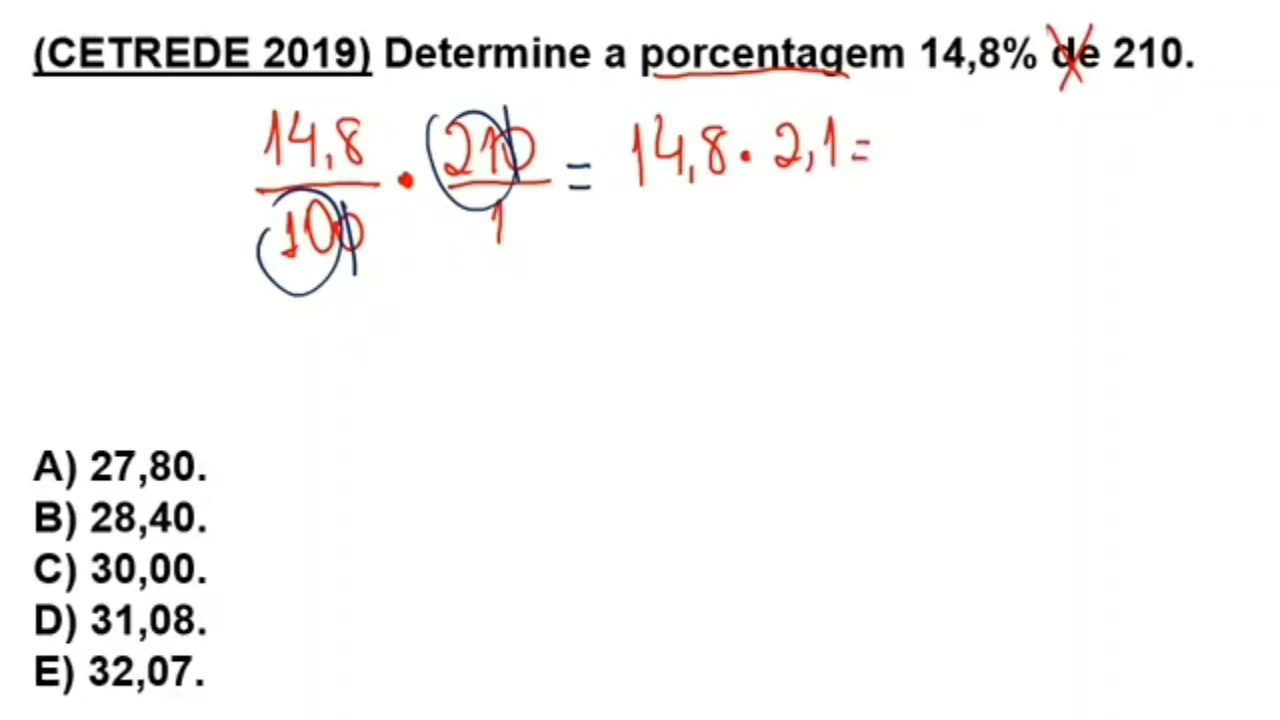 (CETREDE 2019) Determine a porcentagem 14,8% de 210.
14,8/100 • 210/1 = 14,8 • 2,1 =
A) 27,80.
B) 28,40.
C) 30,00.
D) 31,08.
E) 32,07.